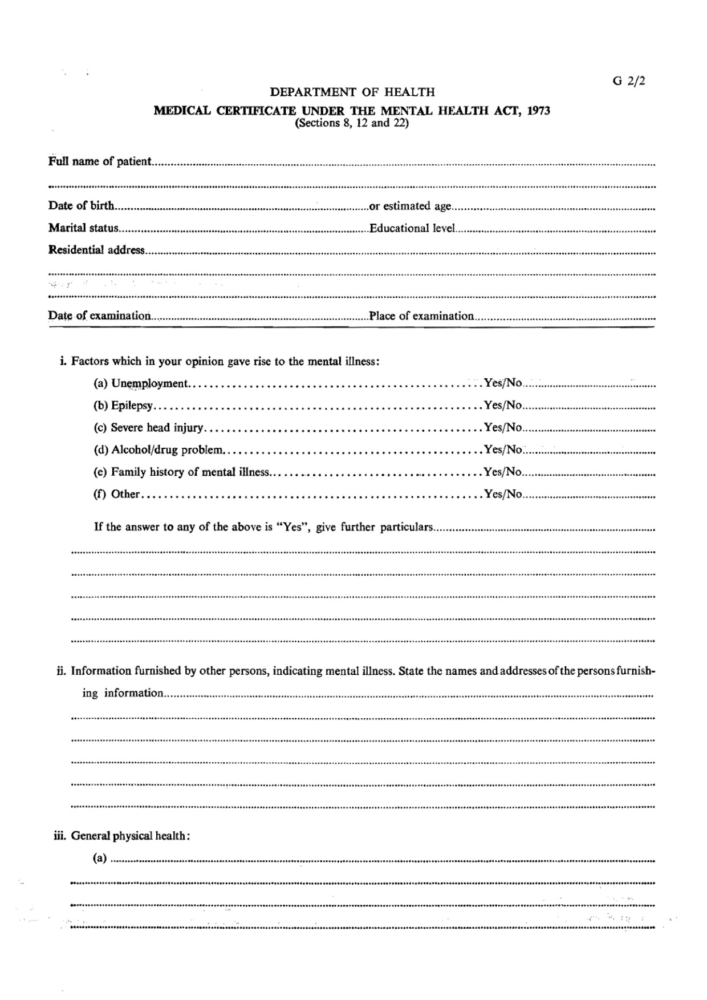 G 2/2
DEPARTMENT OF HEALTH
MEDICAL CERTIFICATE UNDER THE MENTAL HEALTH ACT, 1973
(Sections 8, 12 and 22)
Full name of patient
Date of birth or estimated age
Marital status Educational level
Residential address
Date of examination Place of examination
i. Factors which in your opinion gave rise to the mental illness:
(a) Unemployment Yes/No
(b) Epilepsy Yes/No
(c) Severe head injury Yes/No
(d) Alcohol/drug problem Yes/No
(e) Family history of mental illness Yes/No
(f) Other Yes/No
If the answer to any of the above is “Yes”, give further particulars
ii. Information furnished by other persons, indicating mental illness. State the names and addresses of the persons furnish-
ing information
iii. General physical health:
(a)